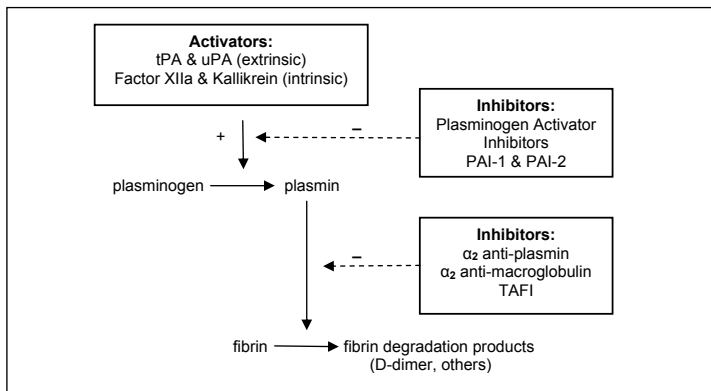 Activators:
tPA & uPA (extrinsic)
Factor XIIa & Kallikrein (intrinsic)
+
–
Inhibitors:
Plasminogen Activator
Inhibitors
PAI-1 & PAI-2
plasminogen
plasmin
–
Inhibitors:
α₂ anti-plasmin
α₂ anti-macroglobulin
TAFI
fibrin
fibrin degradation products
(D-dimer, others)